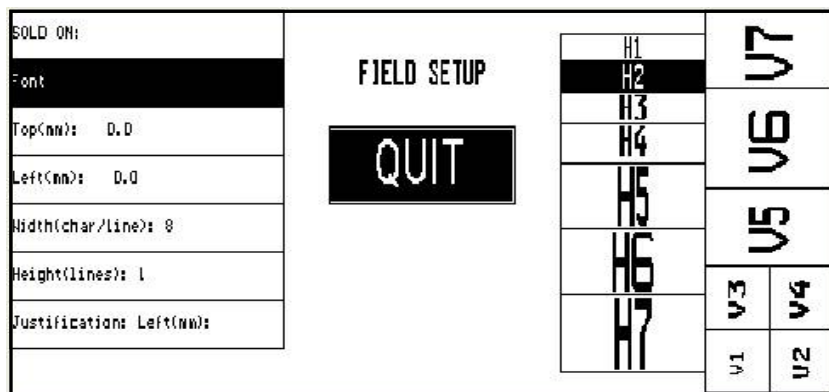 SOLD ON:
Font
Top(mm): 0.0
Left(mm): 0.0
Width(char/line): 8
Height(lines): 1
Justification: Left(mm):
FIELD SETUP
QUIT
H1
H2
H3
H4
H5
H6
H7
V7
V6
V5
V3
V4
V1
V2